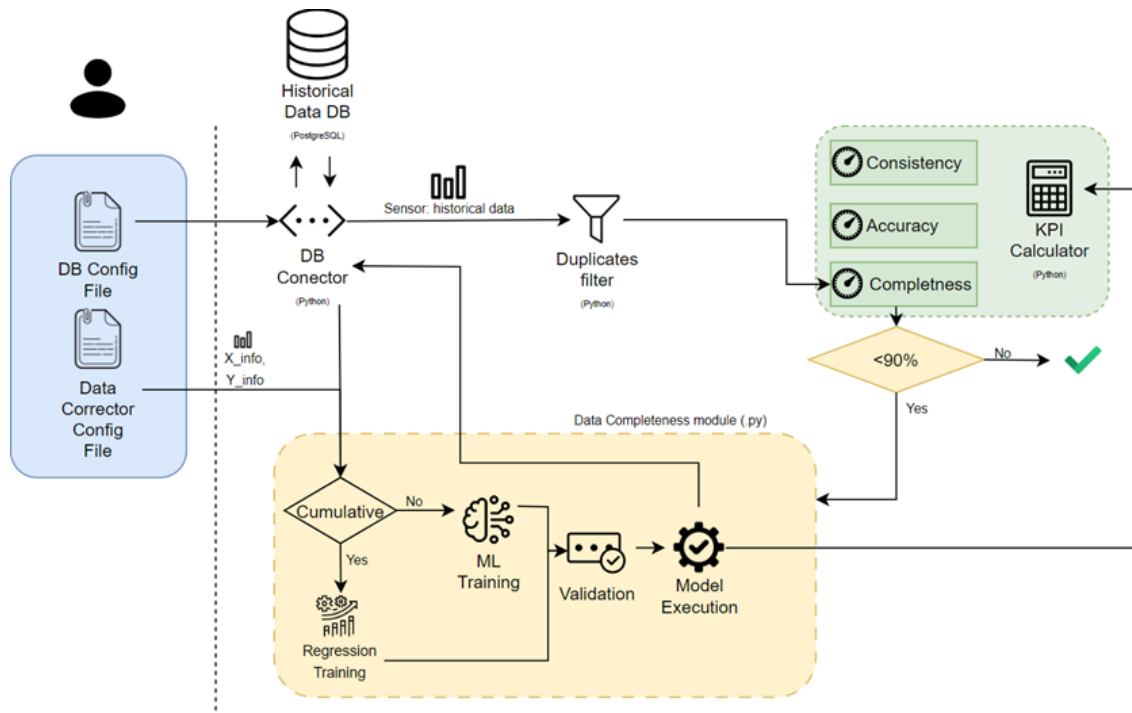 Historical
Data DB
(PostgreSQL)
DB Config
File
Data
Corrector
Config
File
X_info,
Y_info
DB
Conector
(Python)
Sensor: historical data
Duplicates
filter
(Python)
Consistency
Accuracy
Completness
KPI
Calculator
(Python)
<90%
No
Yes
Data Completeness module (.py)
Cumulative
No
Yes
ML
Training
Regression
Training
Validation
Model
Execution